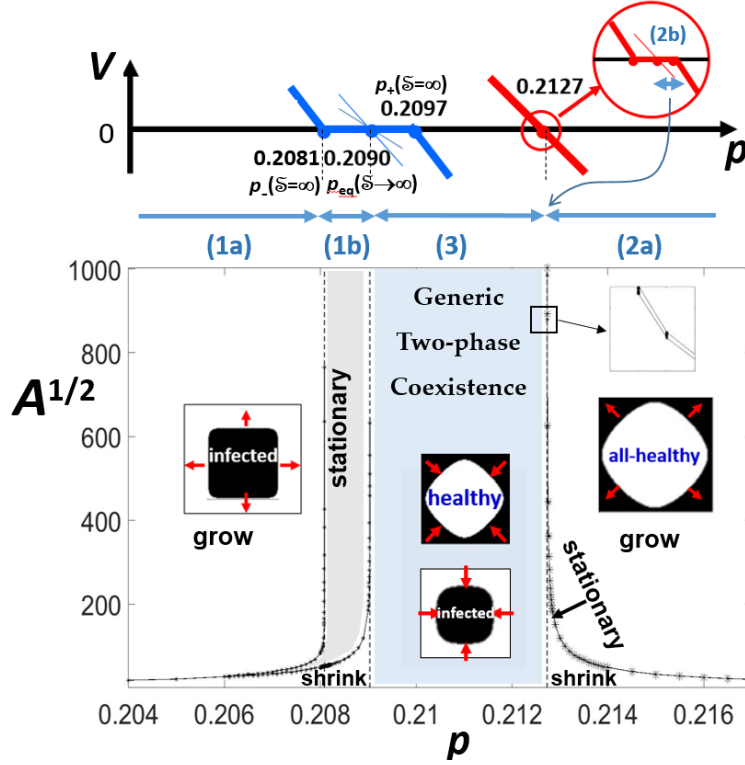 (2b)
V
p₊(𝕊=∞)
0.2097
0.2127
0
p
0.2081
0.2090
p₋(𝕊=∞)
p_eq(𝕊→∞)
(1a)
(1b)
(3)
(2a)
1000
800
600
400
200
A^1/2
Generic
Two-phase
Coexistence
infected
grow
stationary
healthy
infected
all-healthy
grow
stationary
shrink
shrink
0.204
0.206
0.208
0.21
0.212
0.214
0.216
p